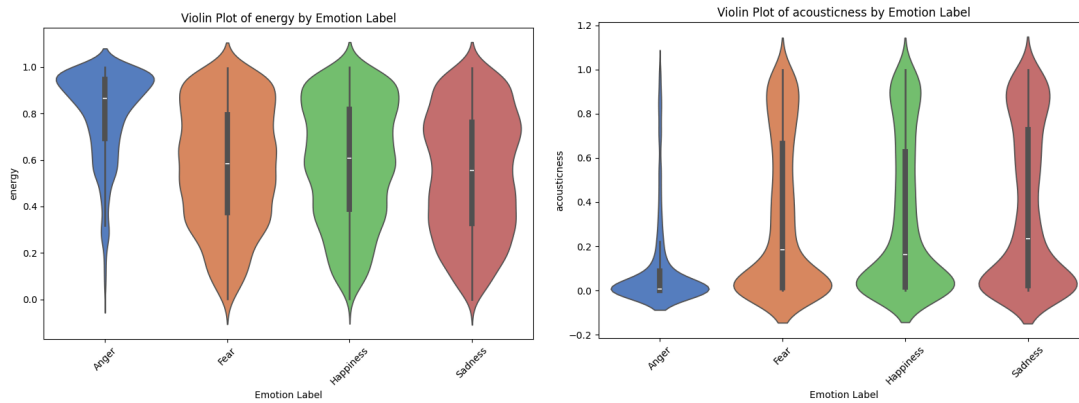 Violin Plot of energy by Emotion Label
1.0
0.8
0.6
0.4
0.2
0.0
energy
Anger
Fear
Happiness
Sadness
Emotion Label
Violin Plot of acousticness by Emotion Label
1.2
1.0
0.8
0.6
0.4
0.2
0.0
−0.2
acousticness
Anger
Fear
Happiness
Sadness
Emotion Label